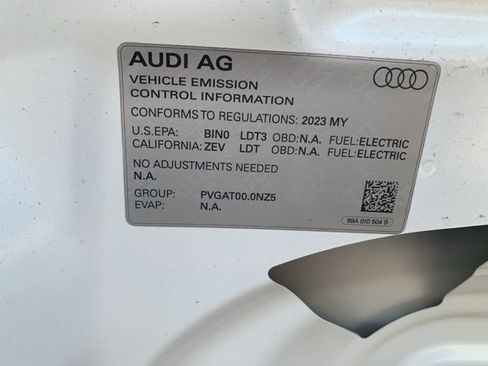 AUDI AG
VEHICLE EMISSION
CONTROL INFORMATION
CONFORMS TO REGULATIONS: 2023 MY
U.S.EPA: BIN0 LDT3 OBD:N.A. FUEL:ELECTRIC
CALIFORNIA: ZEV LDT OBD:N.A. FUEL:ELECTRIC
NO ADJUSTMENTS NEEDED
N.A.
GROUP: PVGAT00.0NZ5
EVAP: N.A.
89A 010 504 B